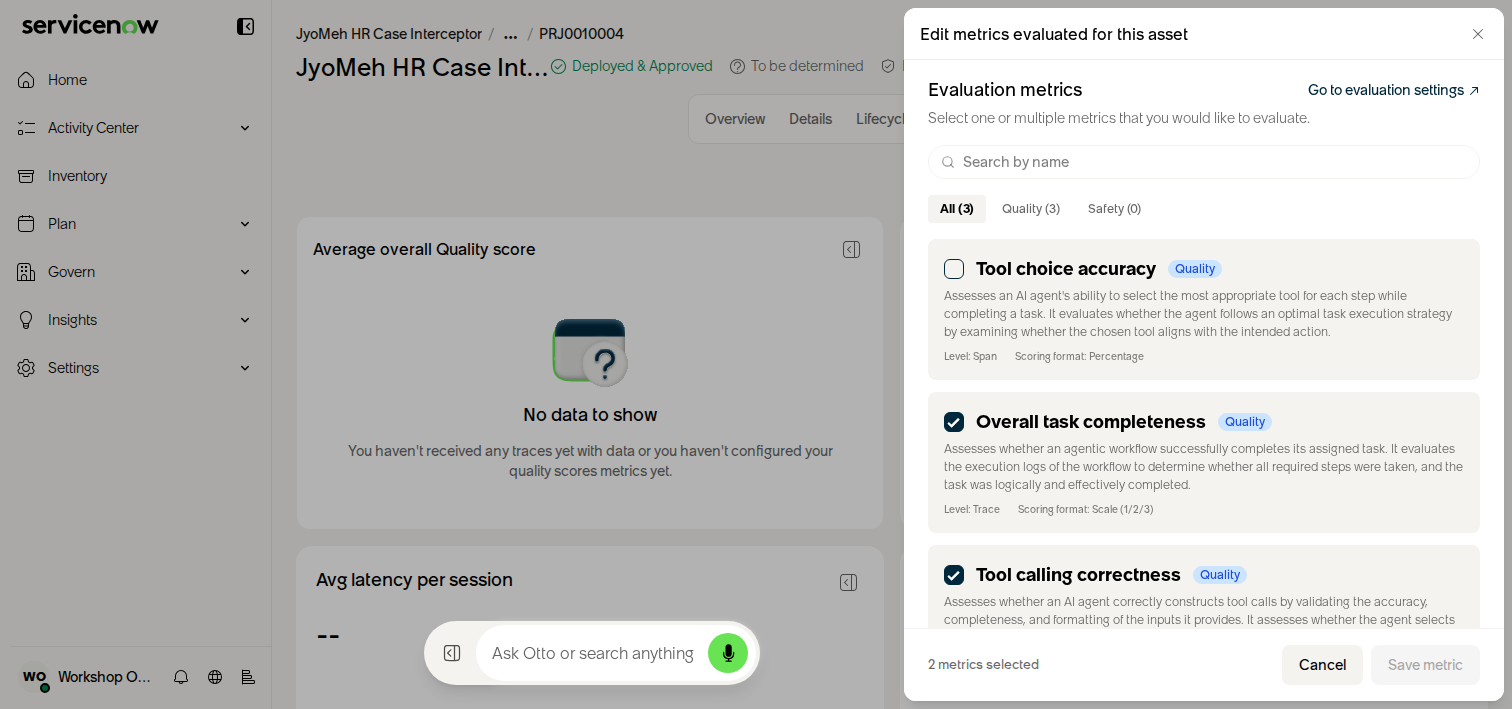 servicenow
Home
Activity Center
Inventory
Plan
Govern
Insights
Settings
WO Workshop O...
JyoMeh HR Case Interceptor / ... / PRJ0010004
JyoMeh HR Case Int... Deployed & Approved To be determined
Overview Details Lifecycl
Average overall Quality score
?
No data to show
You haven't received any traces yet with data or you haven't configured your
quality scores metrics yet.
Avg latency per session
--
Ask Otto or search anything
Edit metrics evaluated for this asset
Evaluation metrics Go to evaluation settings
Select one or multiple metrics that you would like to evaluate.
Search by name
All (3) Quality (3) Safety (0)
Tool choice accuracy Quality
Assesses an AI agent's ability to select the most appropriate tool for each step while
completing a task. It evaluates whether the agent follows an optimal task execution strategy
by examining whether the chosen tool aligns with the intended action.
Level: Span Scoring format: Percentage
Overall task completeness Quality
Assesses whether an agentic workflow successfully completes its assigned task. It evaluates
the execution logs of the workflow to determine whether all required steps were taken, and the
task was logically and effectively completed.
Level: Trace Scoring format: Scale (1/2/3)
Tool calling correctness Quality
Assesses whether an AI agent correctly constructs tool calls by validating the accuracy,
completeness, and formatting of the inputs it provides. It assesses whether the agent selects
2 metrics selected Cancel Save metric